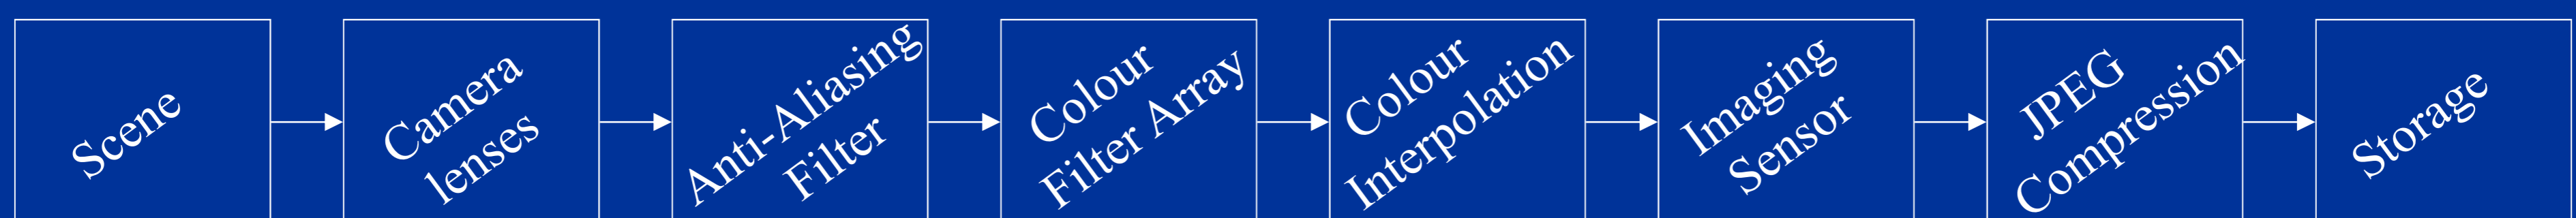 Scene
Camera
lenses
Anti-Aliasing
Filter
Colour
Filter Array
Colour
Interpolation
Imaging
Sensor
JPEG
Compression
Storage